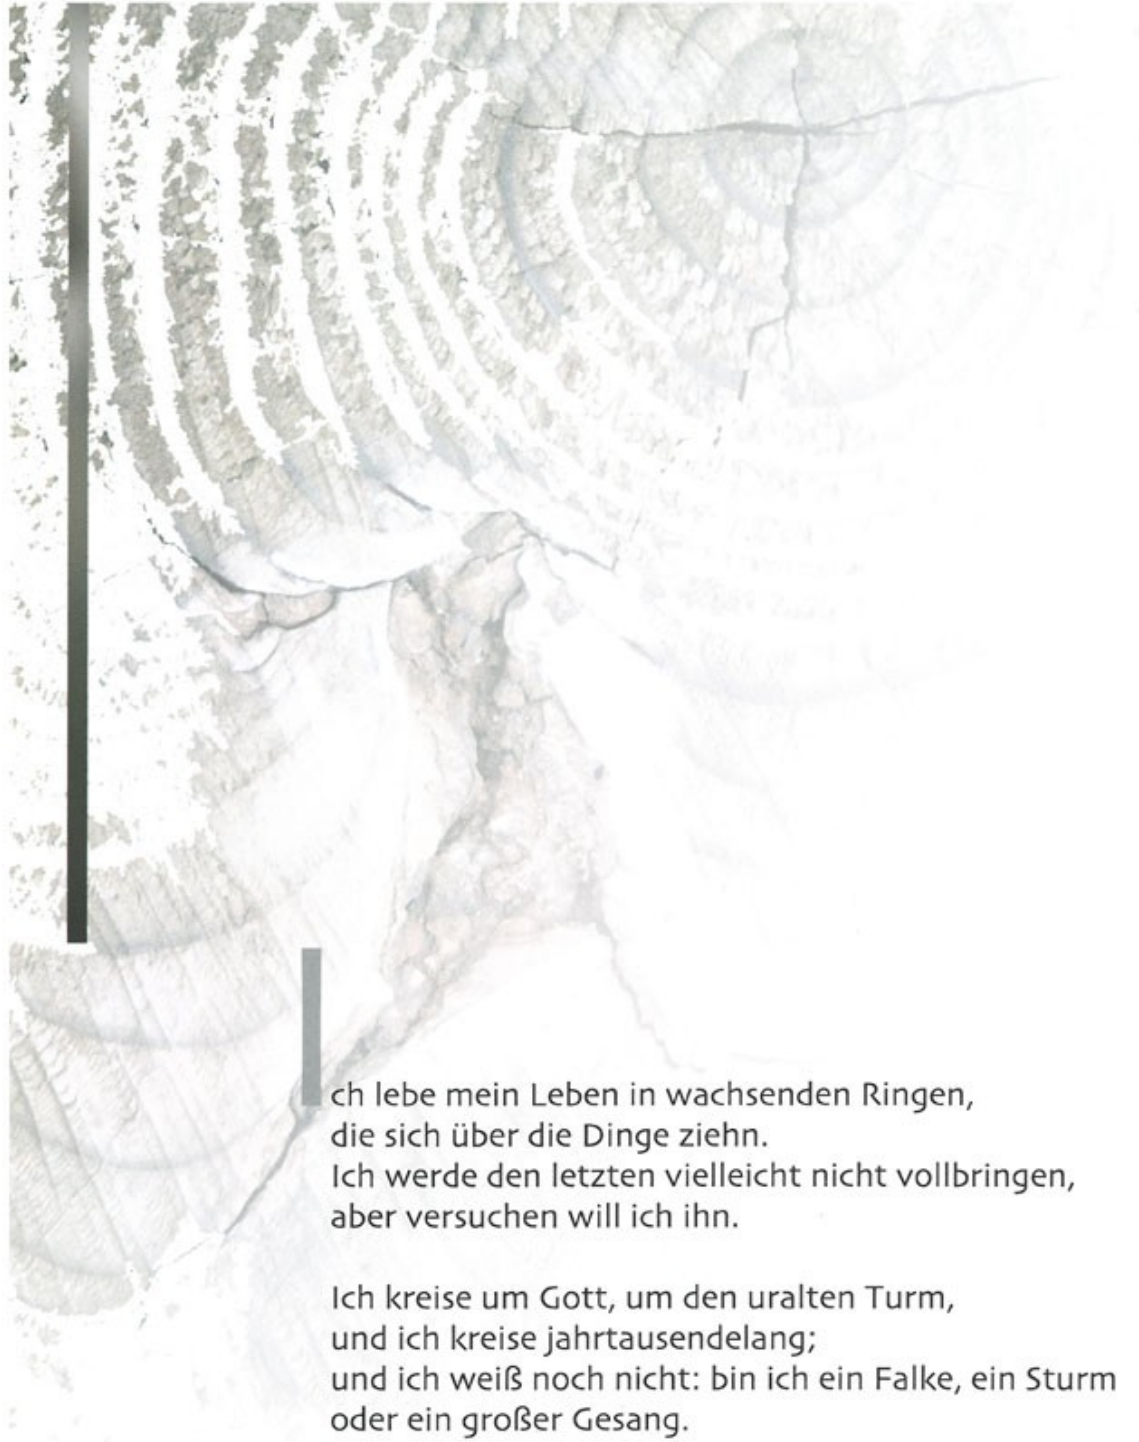 Ich lebe mein Leben in wachsenden Ringen,
die sich über die Dinge ziehn.
Ich werde den letzten vielleicht nicht vollbringen,
aber versuchen will ich ihn.
Ich kreise um Gott, um den uralten Turm,
und ich kreise jahrtausendelang;
und ich weiß noch nicht: bin ich ein Falke, ein Sturm
oder ein großer Gesang.